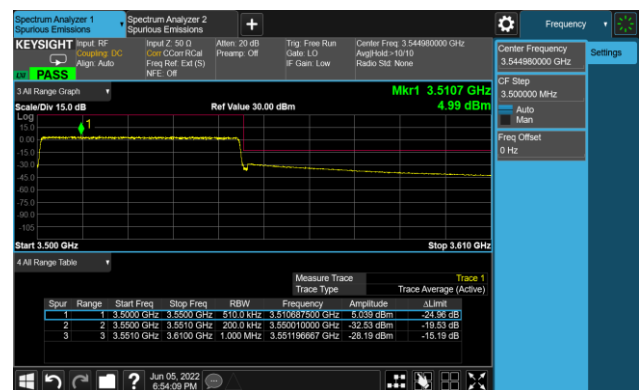 Spectrum Analyzer 1
Spurious Emissions
Spectrum Analyzer 2
Spurious Emissions
+
Frequency
KEYSIGHT
Input: RF
Coupling: DC
Align: Auto
Input Z: 50 Ω
Corr CCorr RCal
Freq Ref: Ext (S)
NFE: Off
Atten: 20 dB
Preamp: Off
Trig: Free Run
Gate: LO
IF Gain: Low
Center Freq: 3.544980000 GHz
Avg|Hold:>10/10
Radio Std: None
LXI
PASS
Center Frequency
3.544980000 GHz
Settings
CF Step
3.500000 MHz
Auto
Man
Freq Offset
0 Hz
3 All Range Graph
Mkr1 3.5107 GHz
Scale/Div 15.0 dB
Ref Value 30.00 dBm
4.99 dBm
Log
1
15.0
0.00
-15.0
-30.0
-45.0
-60.0
-75.0
-90.0
-105
Start 3.500 GHz
Stop 3.610 GHz
4 All Range Table
Measure Trace Trace 1
Trace Type Trace Average (Active)
Spur Range Start Freq Stop Freq RBW Frequency Amplitude ΔLimit
1 1 3.5000 GHz 3.5500 GHz 510.0 kHz 3.510687500 GHz 5.039 dBm -24.96 dB
2 2 3.5500 GHz 3.5510 GHz 200.0 kHz 3.550010000 GHz -32.53 dBm -19.53 dB
3 3 3.5510 GHz 3.6100 GHz 1.000 MHz 3.551196667 GHz -28.19 dBm -15.19 dB
?
Jun 05, 2022
6:54:09 PM